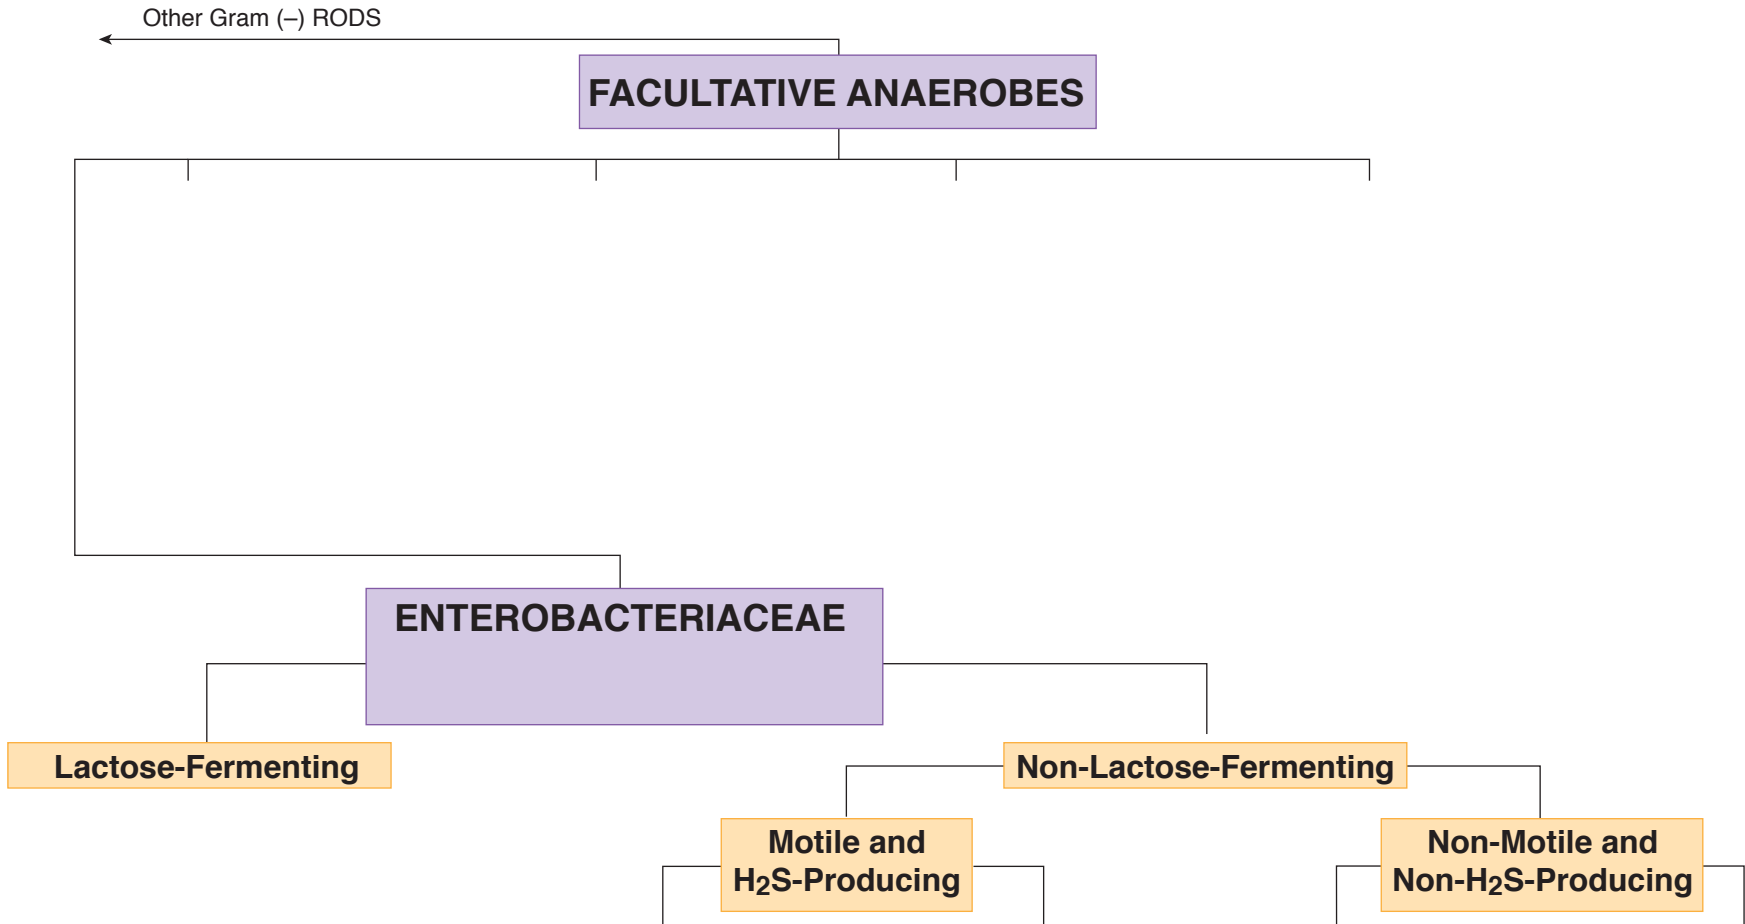 Other Gram (–) RODS
FACULTATIVE ANAEROBES
ENTEROBACTERIACEAE
Lactose-Fermenting
Non-Lactose-Fermenting
Motile and
H2S-Producing
Non-Motile and
Non-H2S-Producing